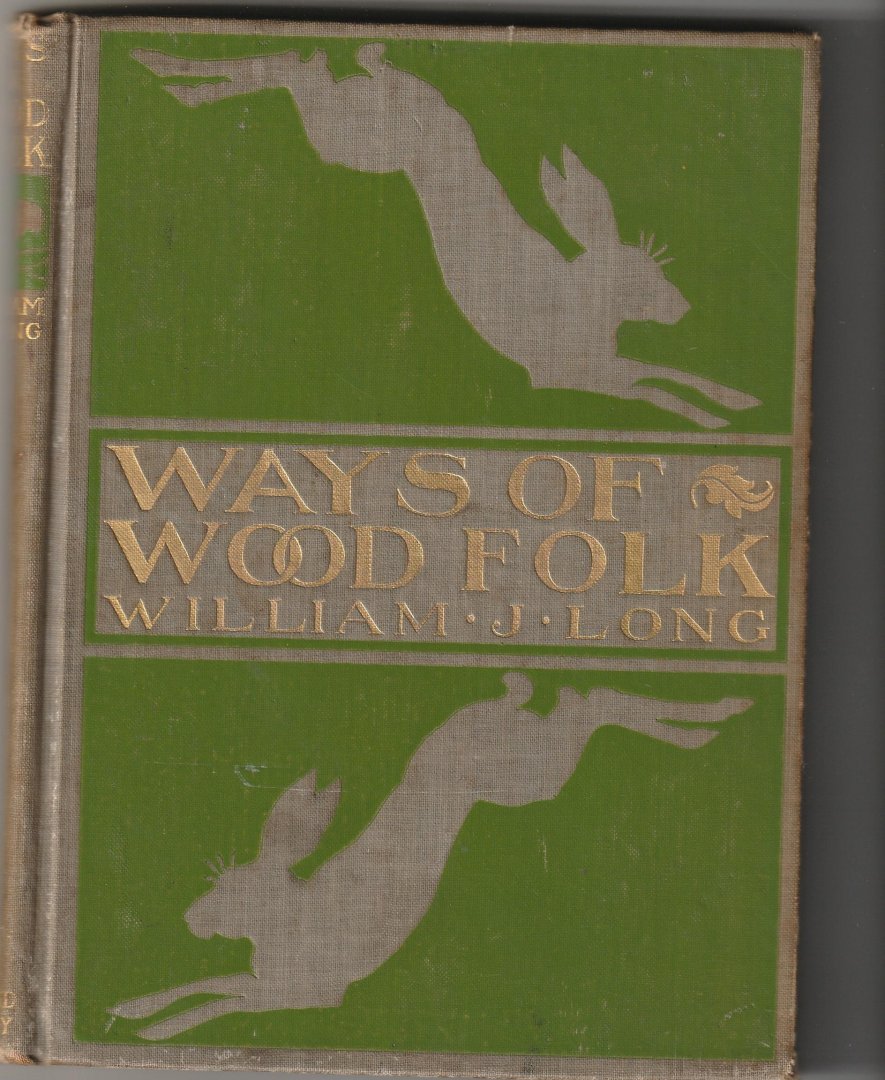 WAYS OF
WOOD FOLK
WILLIAM · J · LONG